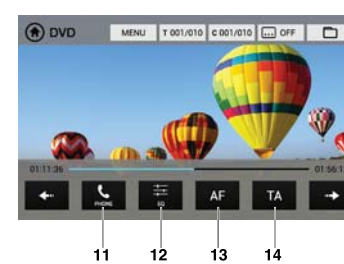 DVD MENU T 001/010 C 001/010 ... OFF
01:11:36 01:56:1
PHONE EQ AF TA
11 12 13 14